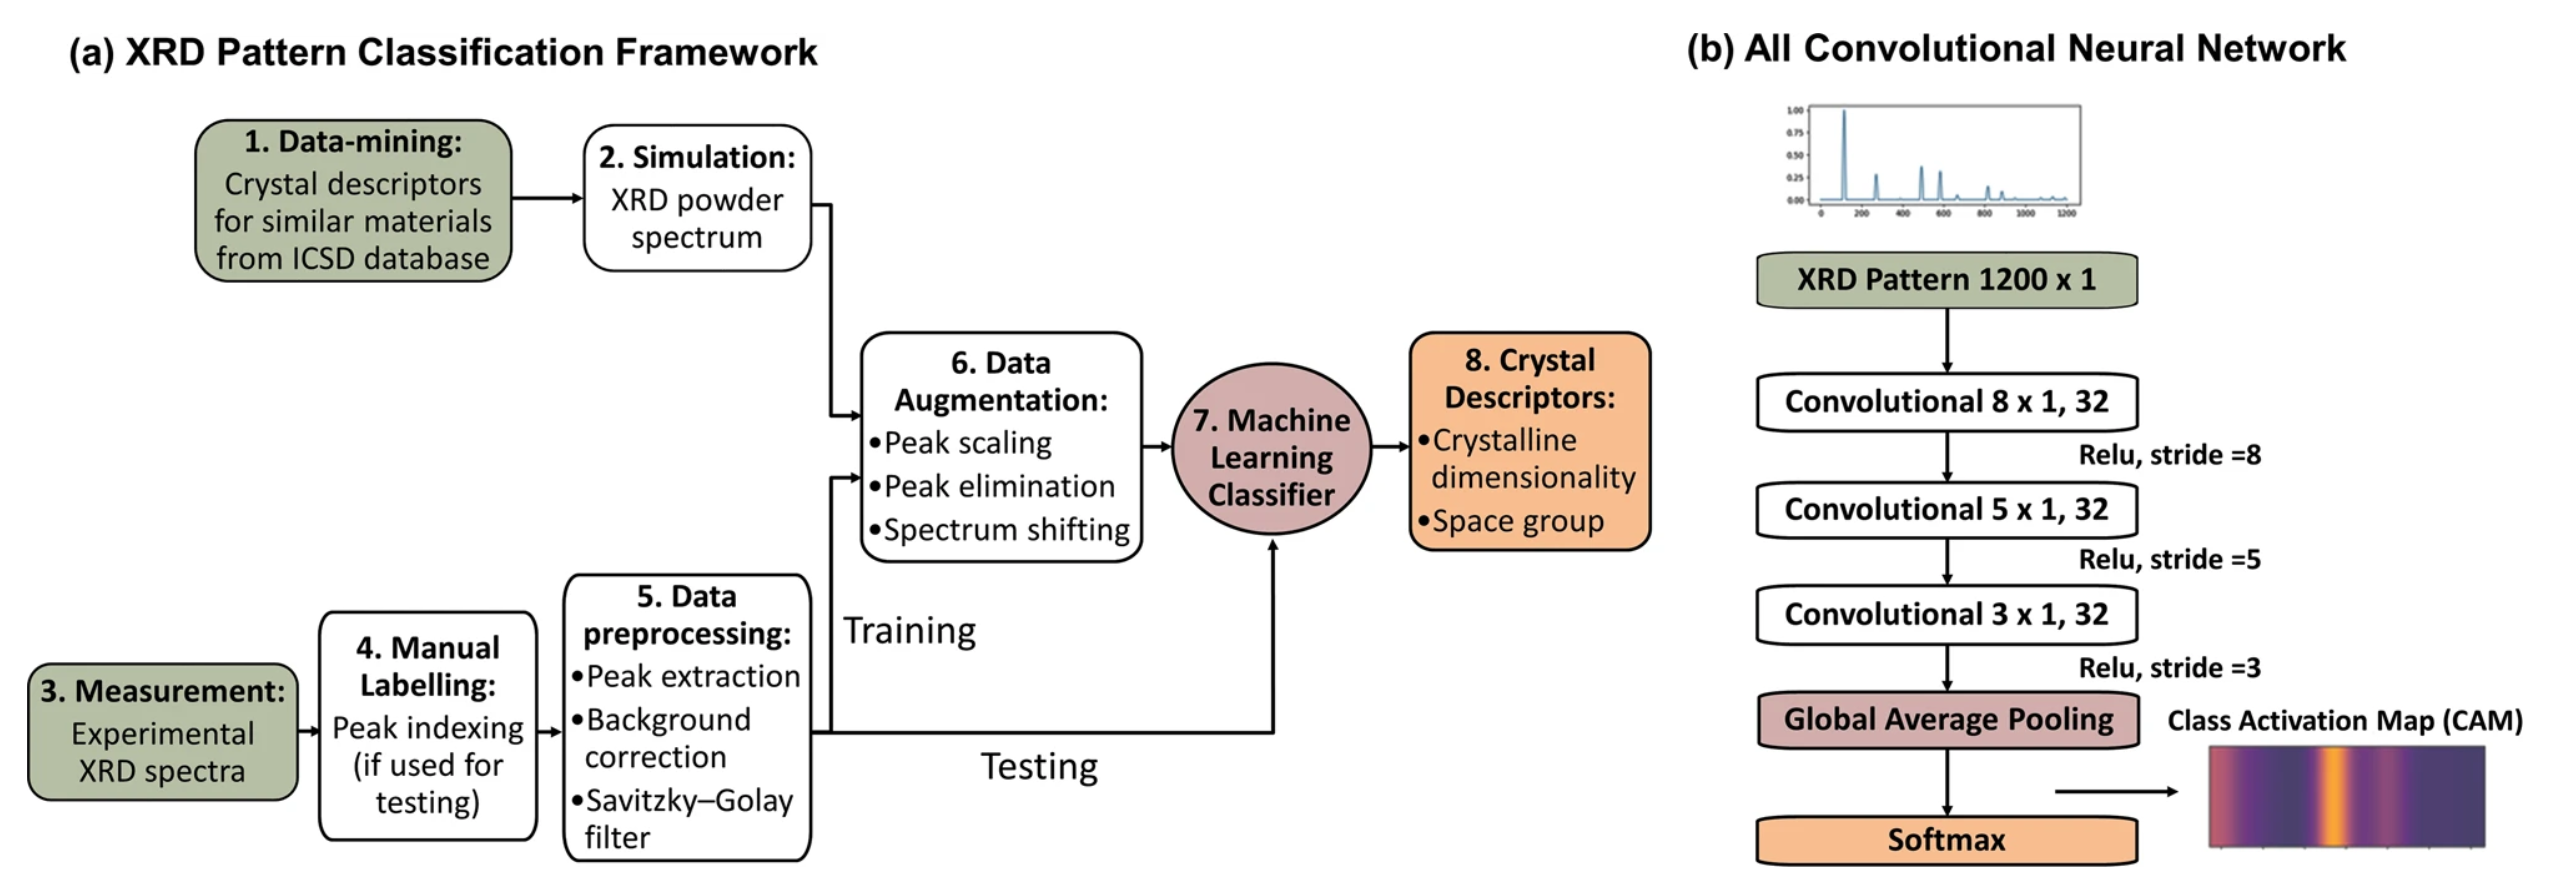 (a) XRD Pattern Classification Framework
1. Data-mining:
Crystal descriptors
for similar materials
from ICSD database
2. Simulation:
XRD powder
spectrum
3. Measurement:
Experimental
XRD spectra
4. Manual
Labelling:
Peak indexing
(if used for
testing)
5. Data
preprocessing:
•Peak extraction
•Background
correction
•Savitzky–Golay
filter
Training
Testing
6. Data
Augmentation:
•Peak scaling
•Peak elimination
•Spectrum shifting
7. Machine
Learning
Classifier
8. Crystal
Descriptors:
•Crystalline
dimensionality
•Space group
(b) All Convolutional Neural Network
1.00
0.75
0.50
0.25
0.00
0 200 400 600 800 1000 1200
XRD Pattern 1200 x 1
Convolutional 8 x 1, 32
Relu, stride =8
Convolutional 5 x 1, 32
Relu, stride =5
Convolutional 3 x 1, 32
Relu, stride =3
Global Average Pooling
Class Activation Map (CAM)
Softmax